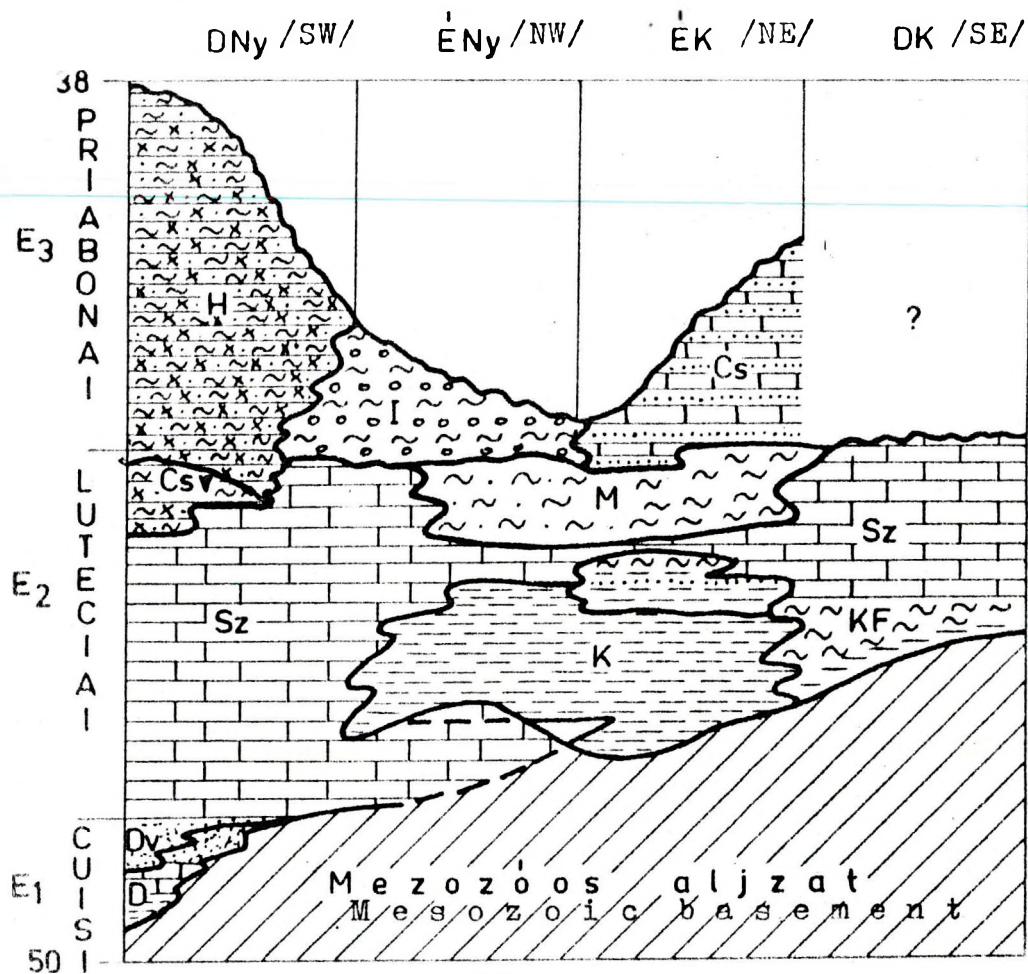 DNy /SW/ ÉNy /NW/ ÉK /NE/ DK /SE/
38
PRIABONAI
E3
H
I
Cs
?
LUTECIAI
E2
Cs
M
Sz
Sz
K
KF
CUISI
E1
Dv
D
Mezozóos aljzat
Mesozoic basement
50